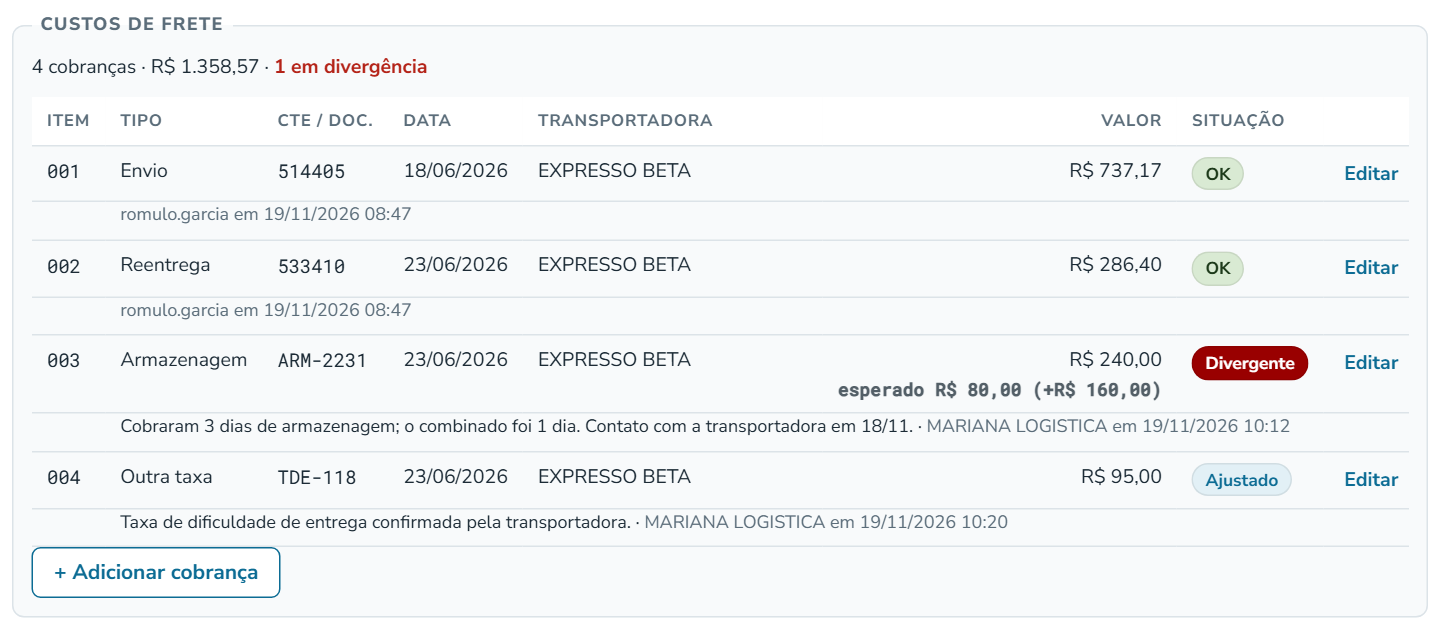 CUSTOS DE FRETE
4 cobranças · R$ 1.358,57 · 1 em divergência
ITEM TIPO CTE / DOC. DATA TRANSPORTADORA VALOR SITUAÇÃO
001 Envio 514405 18/06/2026 EXPRESSO BETA R$ 737,17 OK Editar
romulo.garcia em 19/11/2026 08:47
002 Reentrega 533410 23/06/2026 EXPRESSO BETA R$ 286,40 OK Editar
romulo.garcia em 19/11/2026 08:47
003 Armazenagem ARM-2231 23/06/2026 EXPRESSO BETA R$ 240,00 Divergente Editar
esperado R$ 80,00 (+R$ 160,00)
Cobraram 3 dias de armazenagem; o combinado foi 1 dia. Contato com a transportadora em 18/11. · MARIANA LOGISTICA em 19/11/2026 10:12
004 Outra taxa TDE-118 23/06/2026 EXPRESSO BETA R$ 95,00 Ajustado Editar
Taxa de dificuldade de entrega confirmada pela transportadora. · MARIANA LOGISTICA em 19/11/2026 10:20
+ Adicionar cobrança